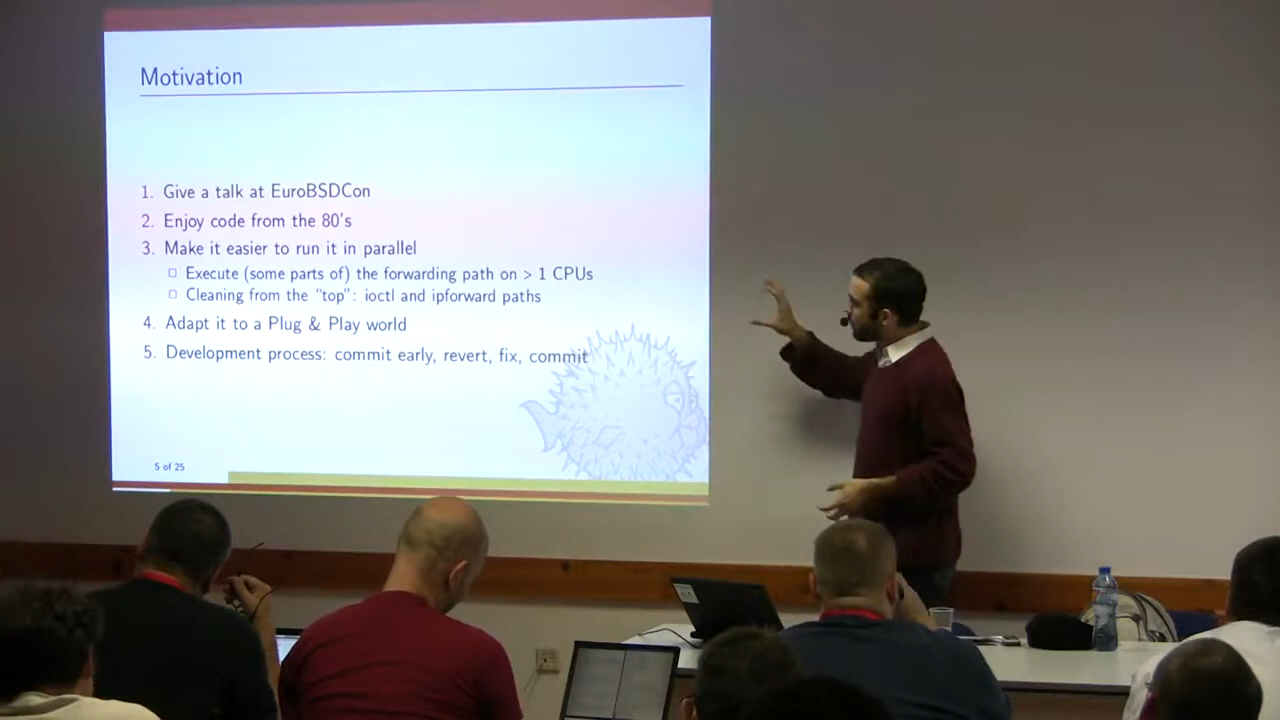 Motivation
1. Give a talk at EuroBSDCon
2. Enjoy code from the 80's
3. Make it easier to run it in parallel
Execute (some parts of) the forwarding path on > 1 CPUs
Cleaning from the "top": ioctl and ipforward paths
4. Adapt it to a Plug & Play world
5. Development process: commit early, revert, fix, commit
5 of 25